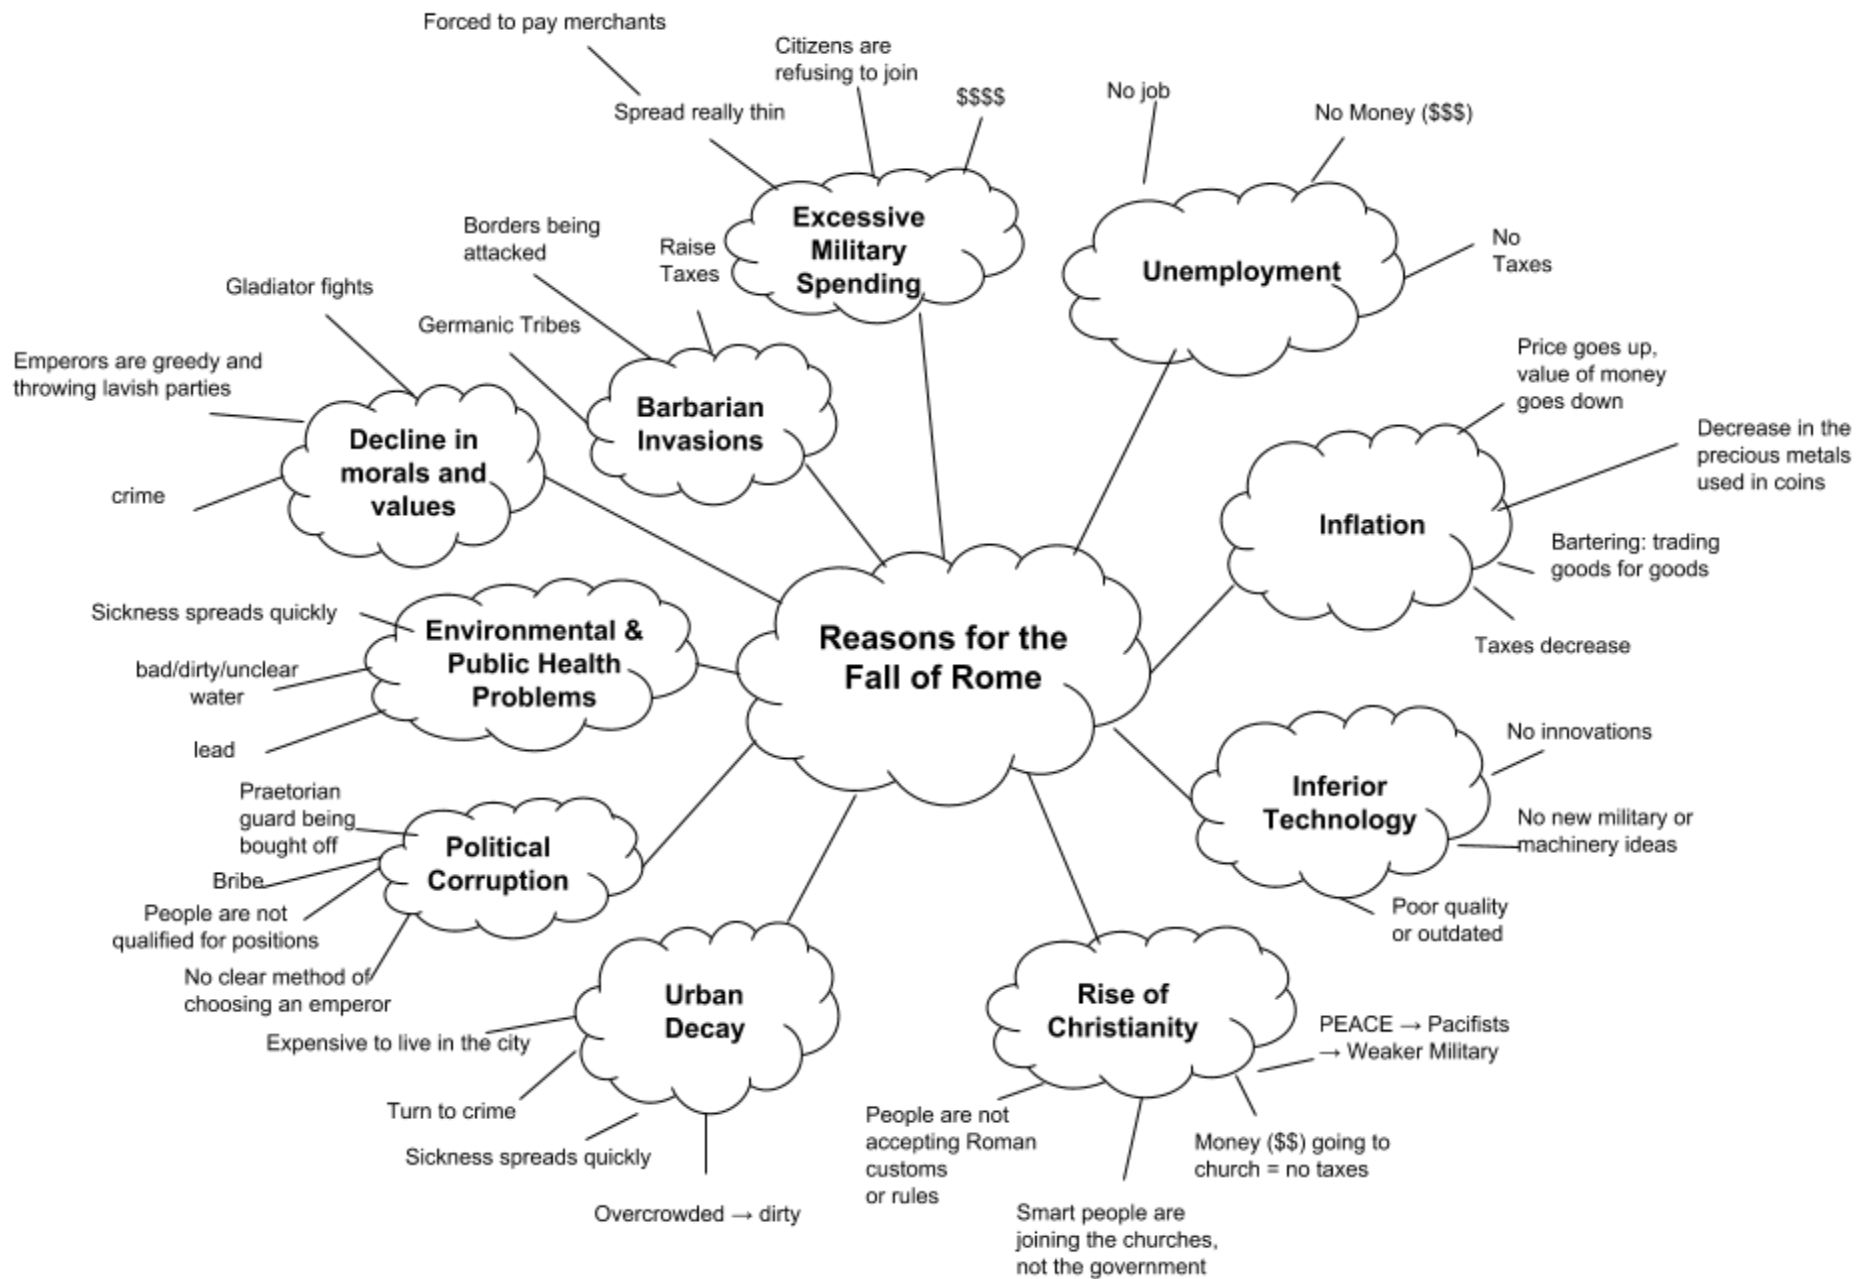 Forced to pay merchants
Citizens are
refusing to join
$$$$
Spread really thin
No job
No Money ($$$)
Excessive
Military
Spending
Borders being
attacked
Raise
Taxes
Unemployment
No
Taxes
Gladiator fights
Germanic Tribes
Emperors are greedy and
throwing lavish parties
Barbarian
Invasions
Price goes up,
value of money
goes down
Decline in
morals and
values
crime
Decrease in the
precious metals
used in coins
Inflation
Bartering: trading
goods for goods
Taxes decrease
Sickness spreads quickly
Environmental &
Public Health
Problems
bad/dirty/unclear
water
lead
Reasons for the
Fall of Rome
No innovations
Inferior
Technology
No new military or
machinery ideas
Poor quality
or outdated
Praetorian
guard being
bought off
Political
Corruption
Bribe
People are not
qualified for positions
No clear method of
choosing an emperor
Urban
Decay
Expensive to live in the city
Turn to crime
Sickness spreads quickly
Overcrowded → dirty
Rise of
Christianity
PEACE → Pacifists
→ Weaker Military
People are not
accepting Roman
customs
or rules
Money ($$) going to
church = no taxes
Smart people are
joining the churches,
not the government